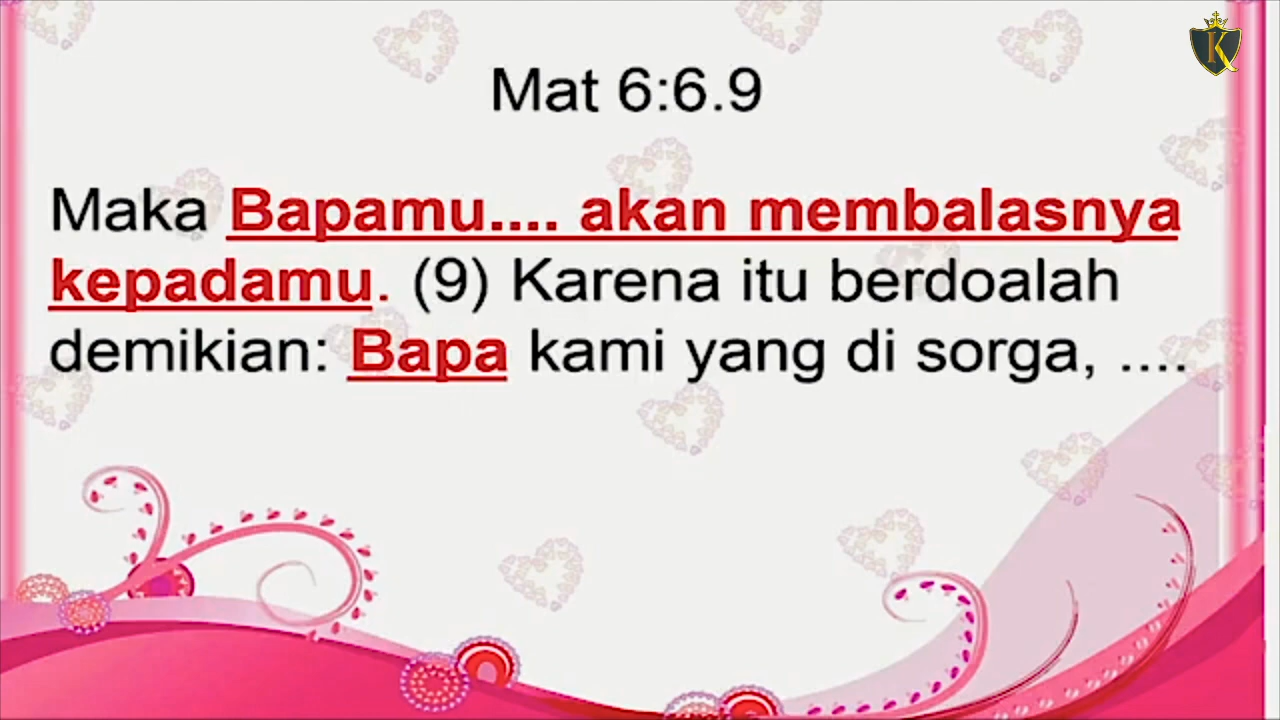 K
Mat 6:6.9
Maka Bapamu.... akan membalasnya
kepadamu. (9) Karena itu berdoalah
demikian: Bapa kami yang di sorga, ....